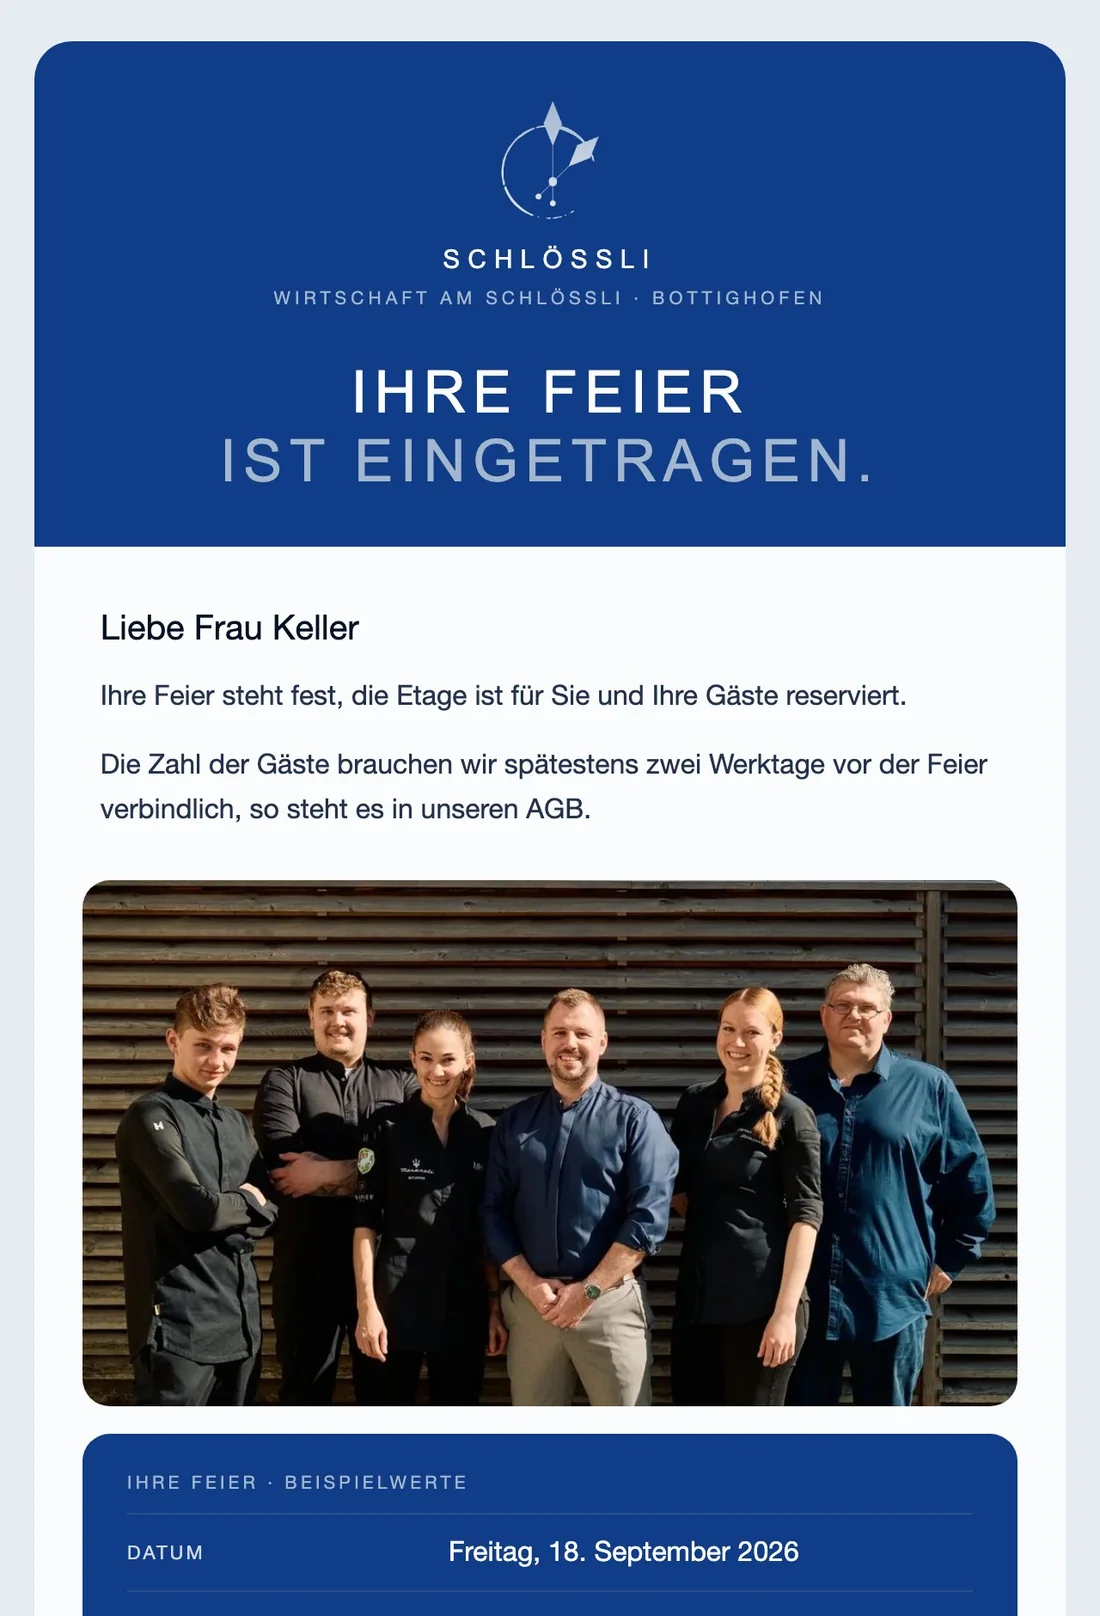 SCHLÖSSLI
WIRTSCHAFT AM SCHLÖSSLI · BOTTIGHOFEN
IHRE FEIER
IST EINGETRAGEN.
Liebe Frau Keller
Ihre Feier steht fest, die Etage ist für Sie und Ihre Gäste reserviert.
Die Zahl der Gäste brauchen wir spätestens zwei Werktage vor der Feier
verbindlich, so steht es in unseren AGB.
IHRE FEIER · BEISPIELWERTE
DATUM Freitag, 18. September 2026